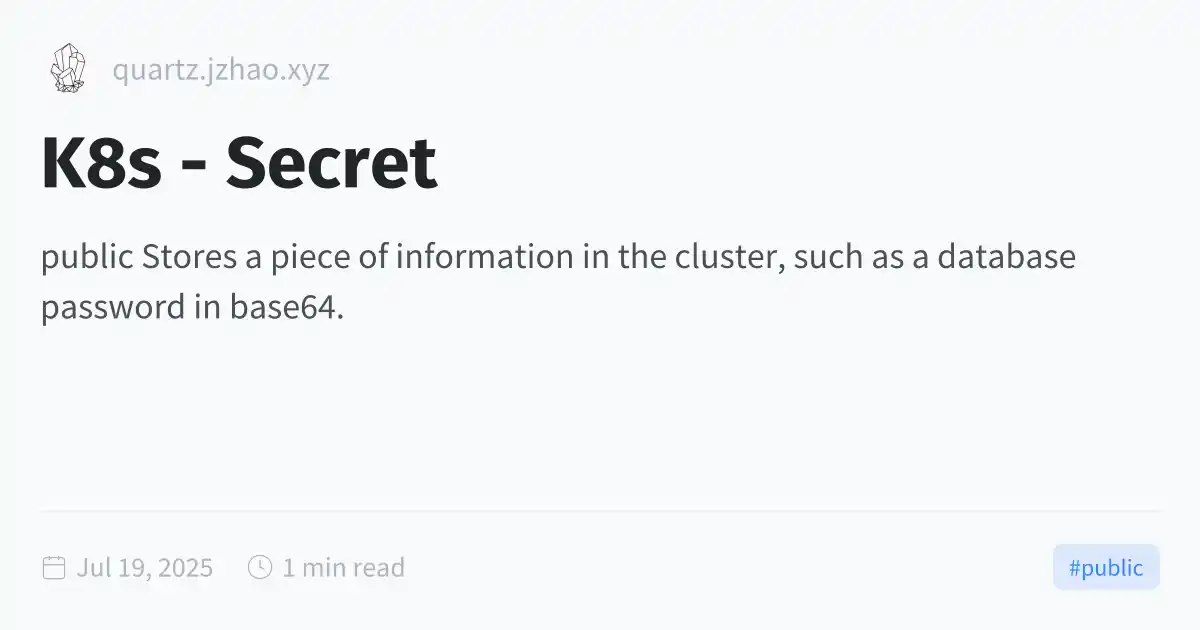 quartz.jzhao.xyz
K8s - Secret
public Stores a piece of information in the cluster, such as a database
password in base64.
Jul 19, 2025 1 min read #public